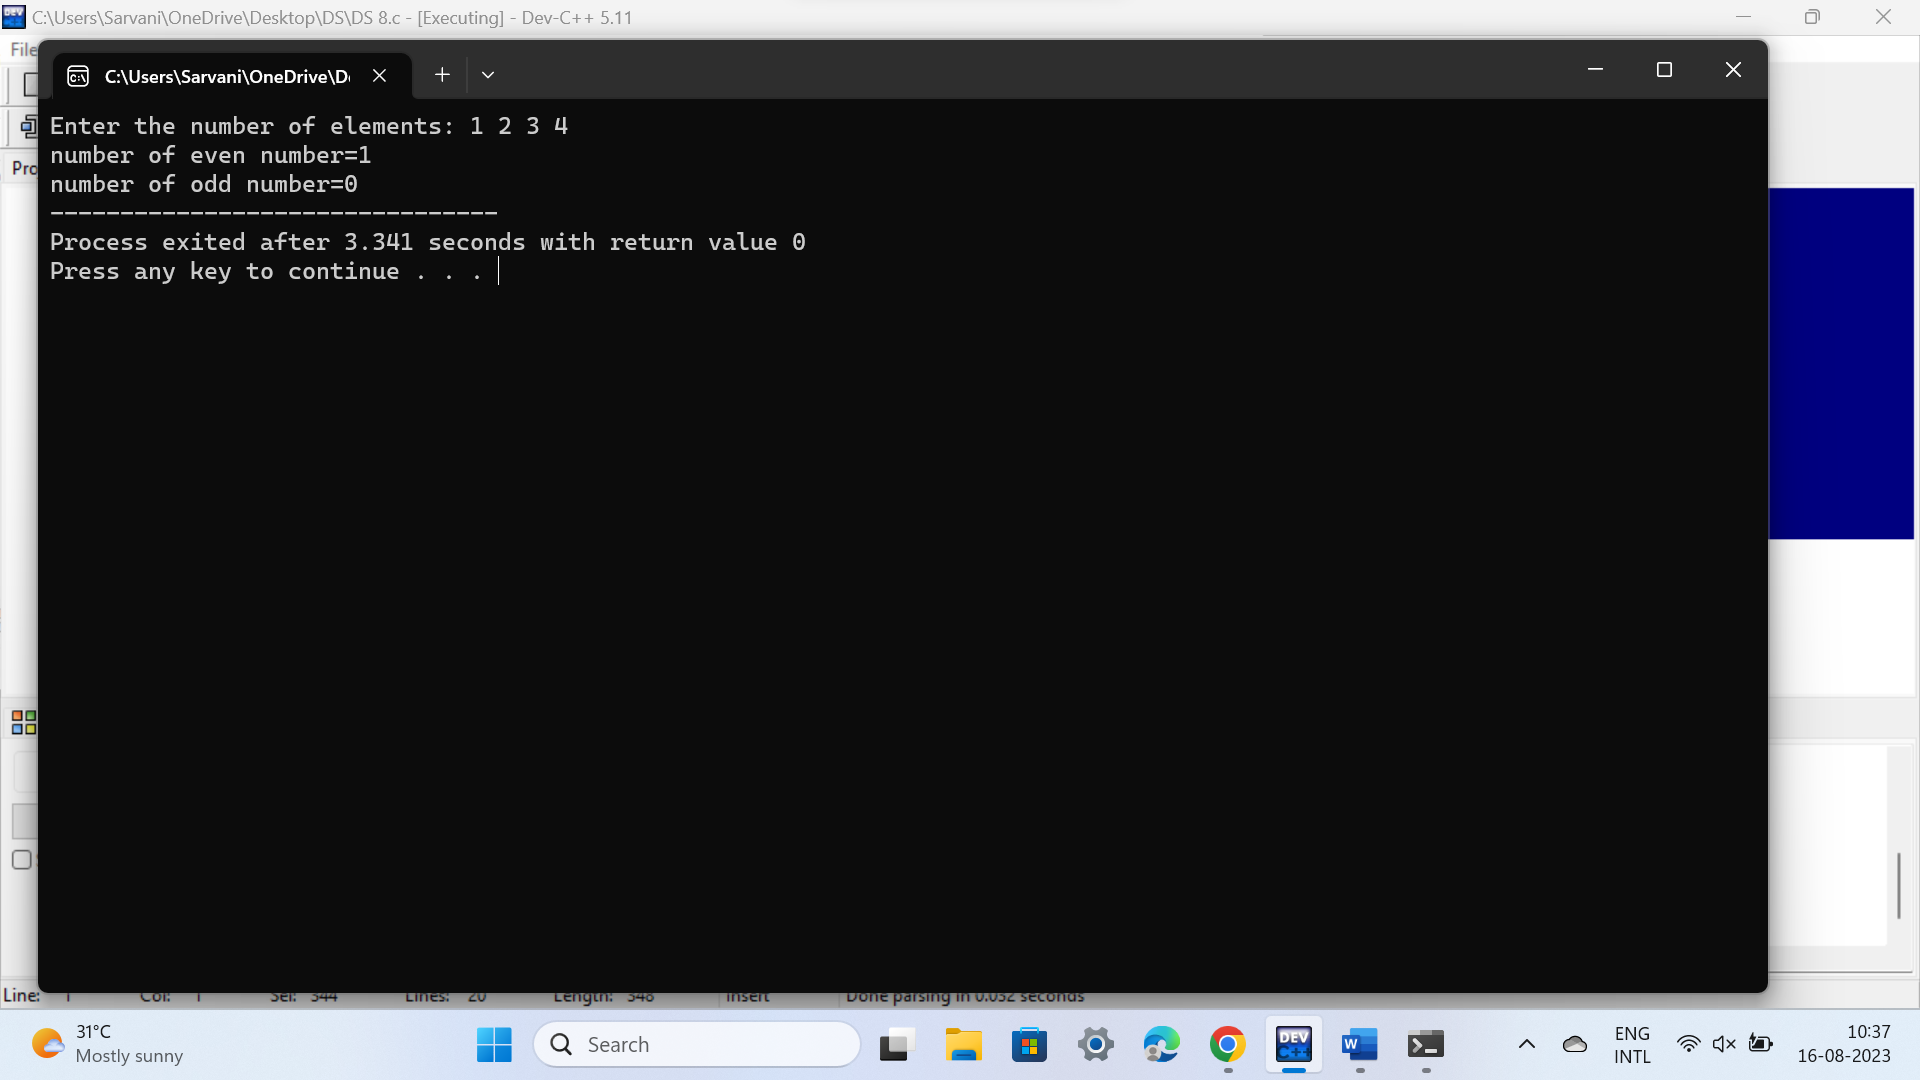 C:\Users\Sarvani\OneDrive\Desktop\DS\DS 8.c - [Executing] - Dev-C++ 5.11
File
C:\Users\Sarvani\OneDrive\De
Enter the number of elements: 1 2 3 4
number of even number=1
number of odd number=0
--------------------------------
Process exited after 3.341 seconds with return value 0
Press any key to continue . . .
Line: 1 Col: 1 Sel: 344 Lines: 20 Length: 348 Insert Done parsing in 0.032 seconds
31°C
Mostly sunny
Search
DEV
C++
W
ENG
INTL
10:37
16-08-2023